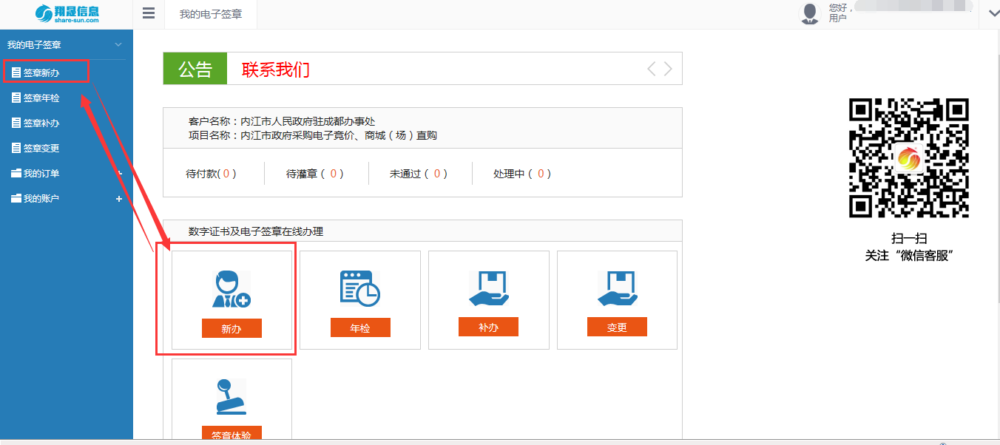 翔晟信息
share-sun.com
我的电子签章
您好，
用户
我的电子签章
签章新办
签章年检
签章补办
签章变更
我的订单 +
我的账户 +
公告 联系我们
客户名称：内江市人民政府驻成都办事处
项目名称：内江市政府采购电子竞价、商城（场）直购
待付款( 0 ) 待灌章（ 0 ） 未通过（ 0 ） 处理中（ 0 ）
数字证书及电子签章在线办理
新办 年检 补办 变更
签章体验
扫一扫
关注“微信客服”